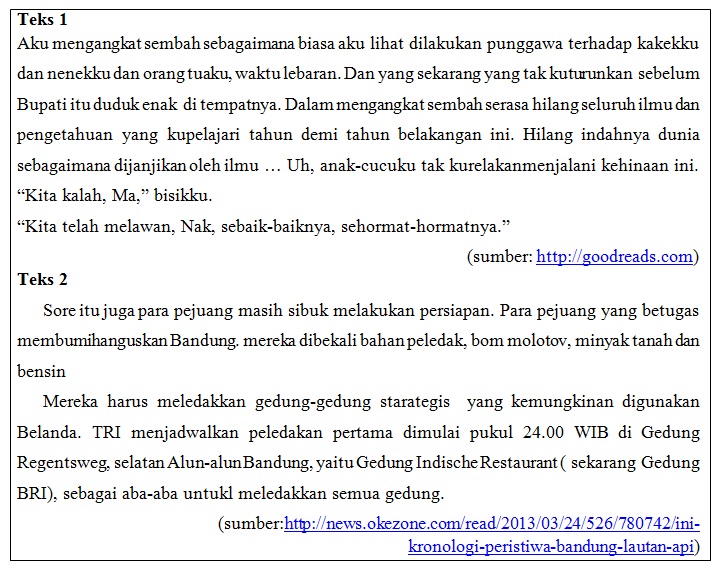 Teks 1
Aku mengangkat sembah sebagaimana biasa aku lihat dilakukan punggawa terhadap kakekku
dan nenekku dan orang tuaku, waktu lebaran. Dan yang sekarang yang tak kuturunkan sebelum
Bupati itu duduk enak di tempatnya. Dalam mengangkat sembah serasa hilang seluruh ilmu dan
pengetahuan yang kupelajari tahun demi tahun belakangan ini. Hilang indahnya dunia
sebagaimana dijanjikan oleh ilmu … Uh, anak-cucuku tak kurelakanmenjalani kehinaan ini.
“Kita kalah, Ma,” bisikku.
“Kita telah melawan, Nak, sebaik-baiknya, sehormat-hormatnya.”
(sumber: http://goodreads.com)
Teks 2
Sore itu juga para pejuang masih sibuk melakukan persiapan. Para pejuang yang betugas
membumihanguskan Bandung. mereka dibekali bahan peledak, bom molotov, minyak tanah dan
bensin
Mereka harus meledakkan gedung-gedung starategis yang kemungkinan digunakan
Belanda. TRI menjadwalkan peledakan pertama dimulai pukul 24.00 WIB di Gedung
Regentsweg, selatan Alun-alun Bandung, yaitu Gedung Indische Restaurant ( sekarang Gedung
BRI), sebagai aba-aba untukl meledakkan semua gedung.
(sumber:http://news.okezone.com/read/2013/03/24/526/780742/ini-
kronologi-peristiwa-bandung-lautan-api)